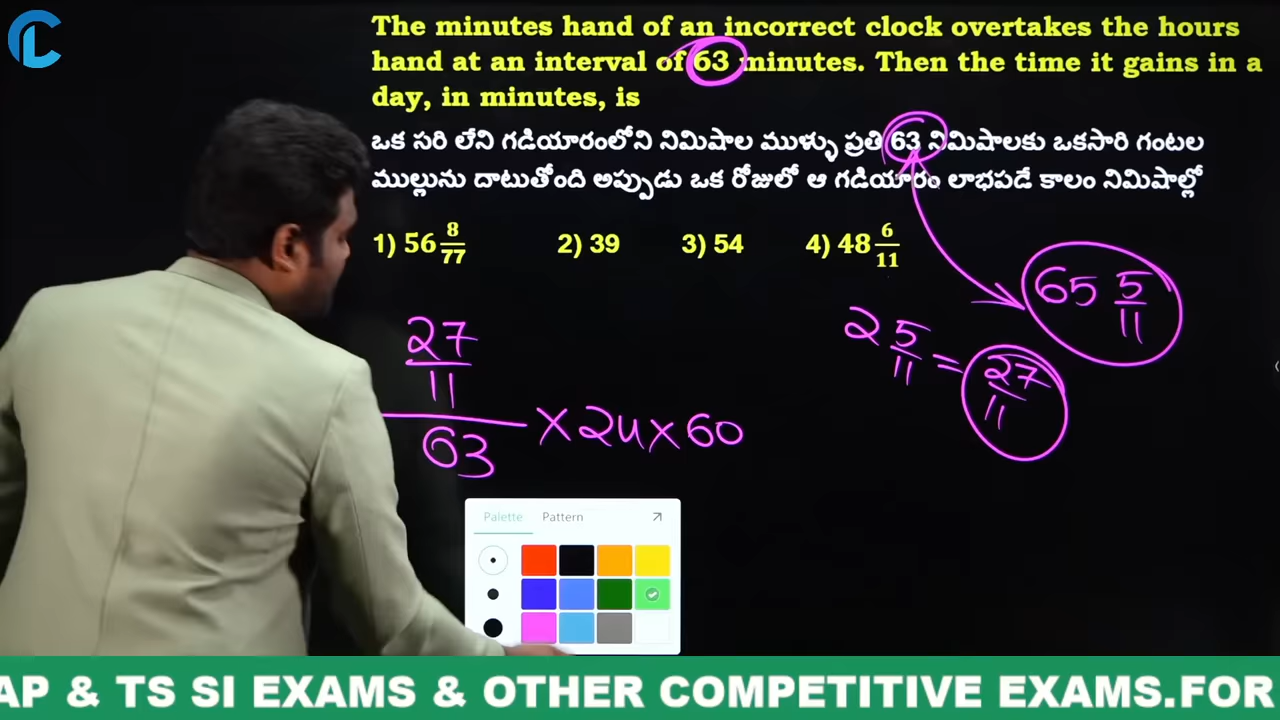 The minutes hand of an incorrect clock overtakes the hours
hand at an interval of 63 minutes. Then the time it gains in a
day, in minutes, is
ఒక సరి లేని గడియారంలోని నిమిషాల ముళ్ళు ప్రతి 63 నిమిషాలకు ఒకసారి గంటల
ముల్లును దాటుతోంది అప్పుడు ఒక రోజులో ఆ గడియారం లాభపడే కాలం నిమిషాల్లో
1) 56 8/77 2) 39 3) 54 4) 48 6/11
65 5/11
2 5/11 = 27/11
27/11
63
×24×60
Palette Pattern
AP & TS SI EXAMS & OTHER COMPETITIVE EXAMS.FOR